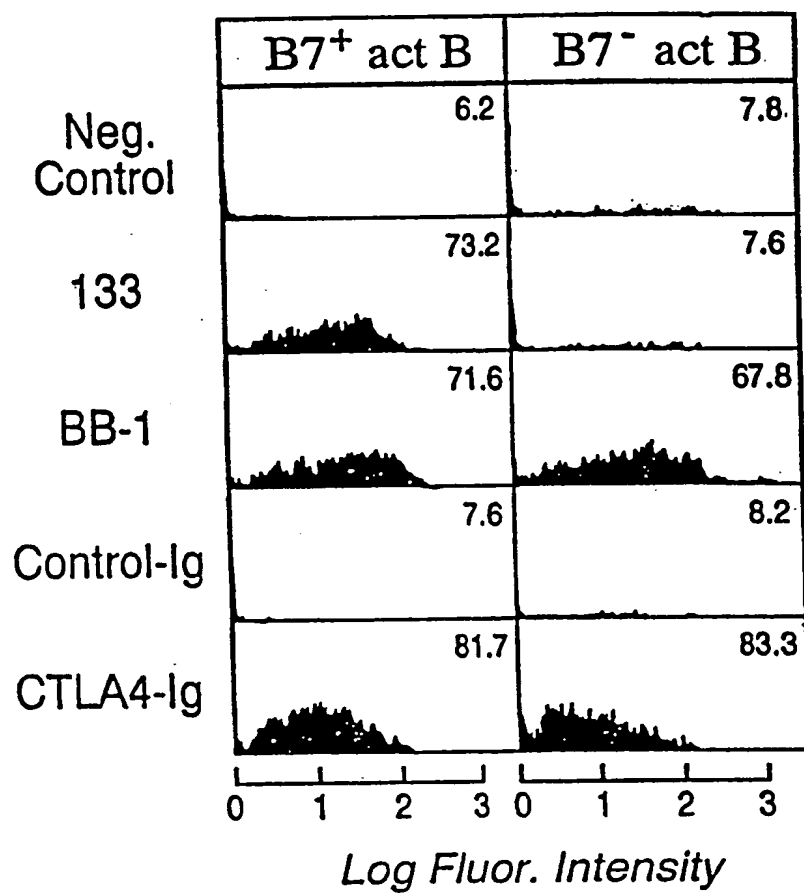 B7+ act B B7- act B
Neg. Control 6.2 7.8
133 73.2 7.6
BB-1 71.6 67.8
Control-Ig 7.6 8.2
CTLA4-Ig 81.7 83.3
0 1 2 3 0 1 2 3
Log Fluor. Intensity